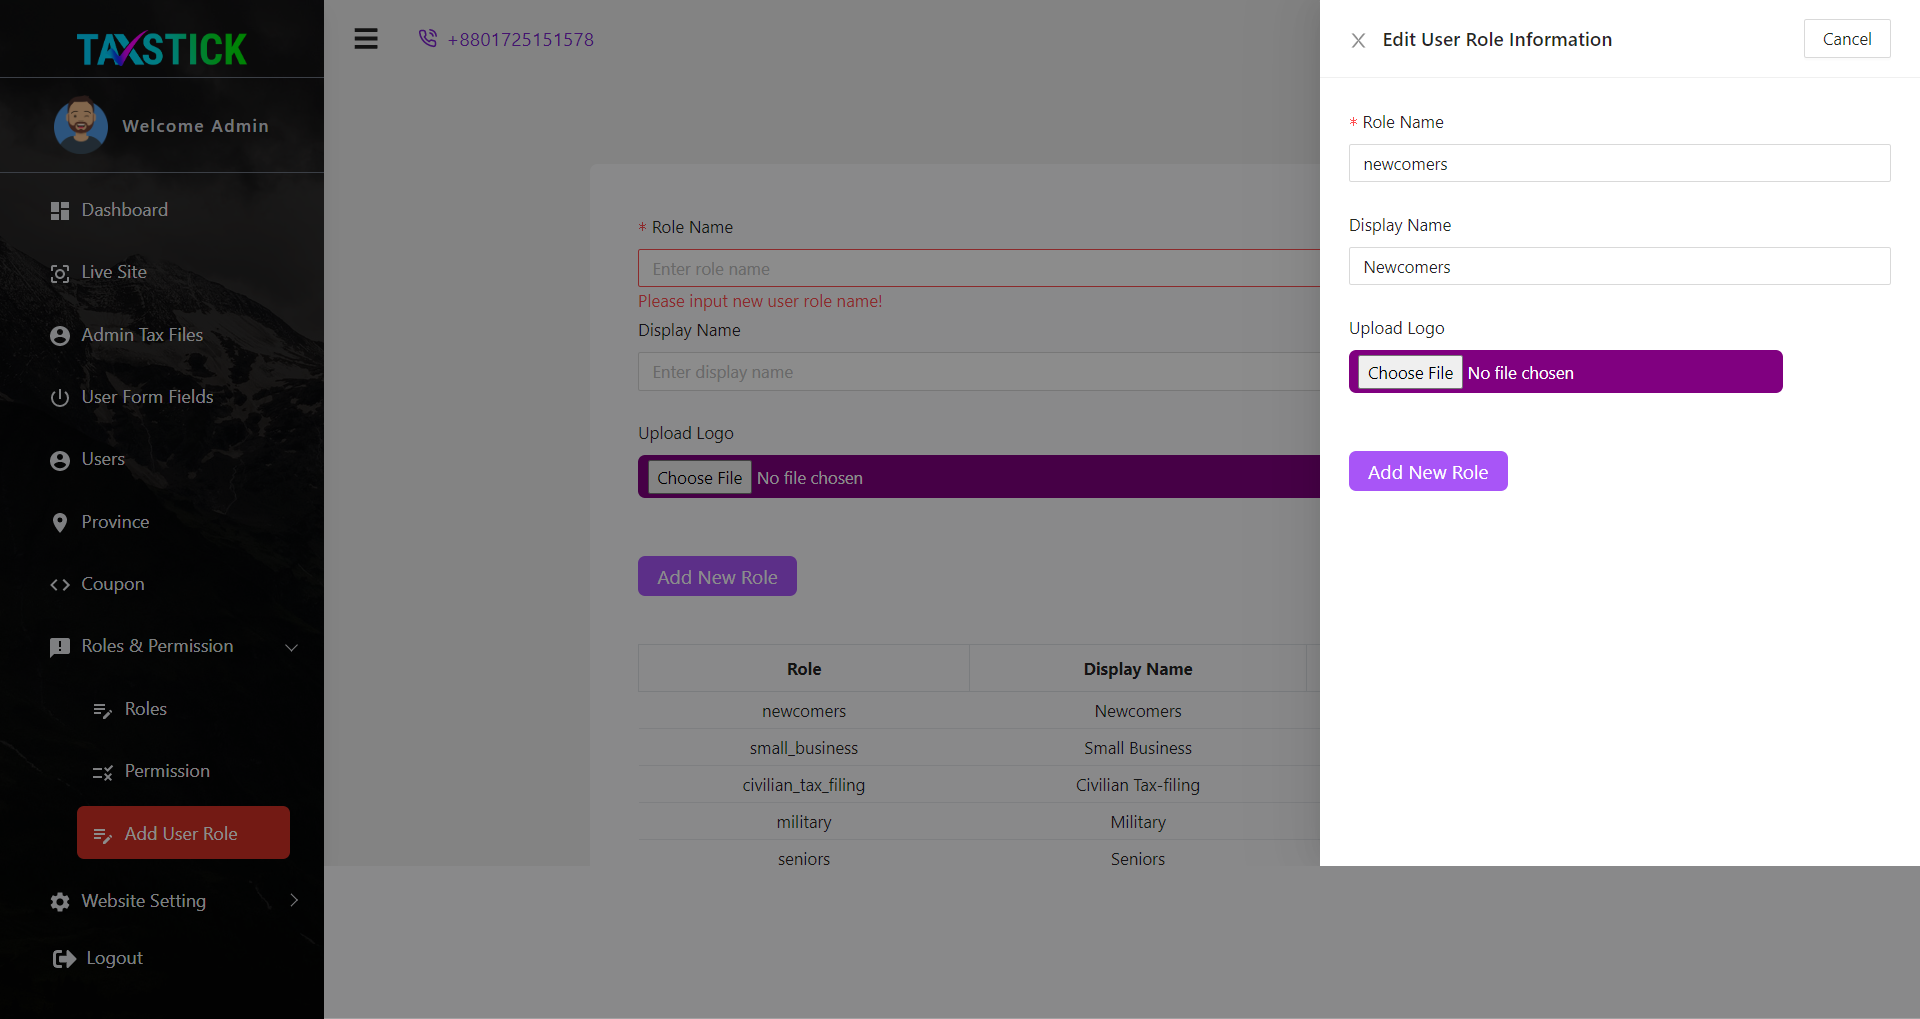 TAXSTICK
Welcome Admin
Dashboard
Live Site
Admin Tax Files
User Form Fields
Users
Province
Coupon
Roles & Permission
Roles
Permission
Add User Role
Website Setting
Logout
+8801725151578
* Role Name
Enter role name
Please input new user role name!
Display Name
Enter display name
Upload Logo
Choose File No file chosen
Add New Role
Role Display Name
newcomers Newcomers
small_business Small Business
civilian_tax_filing Civilian Tax-filing
military Military
seniors Seniors
Edit User Role Information Cancel
* Role Name
newcomers
Display Name
Newcomers
Upload Logo
Choose File No file chosen
Add New Role